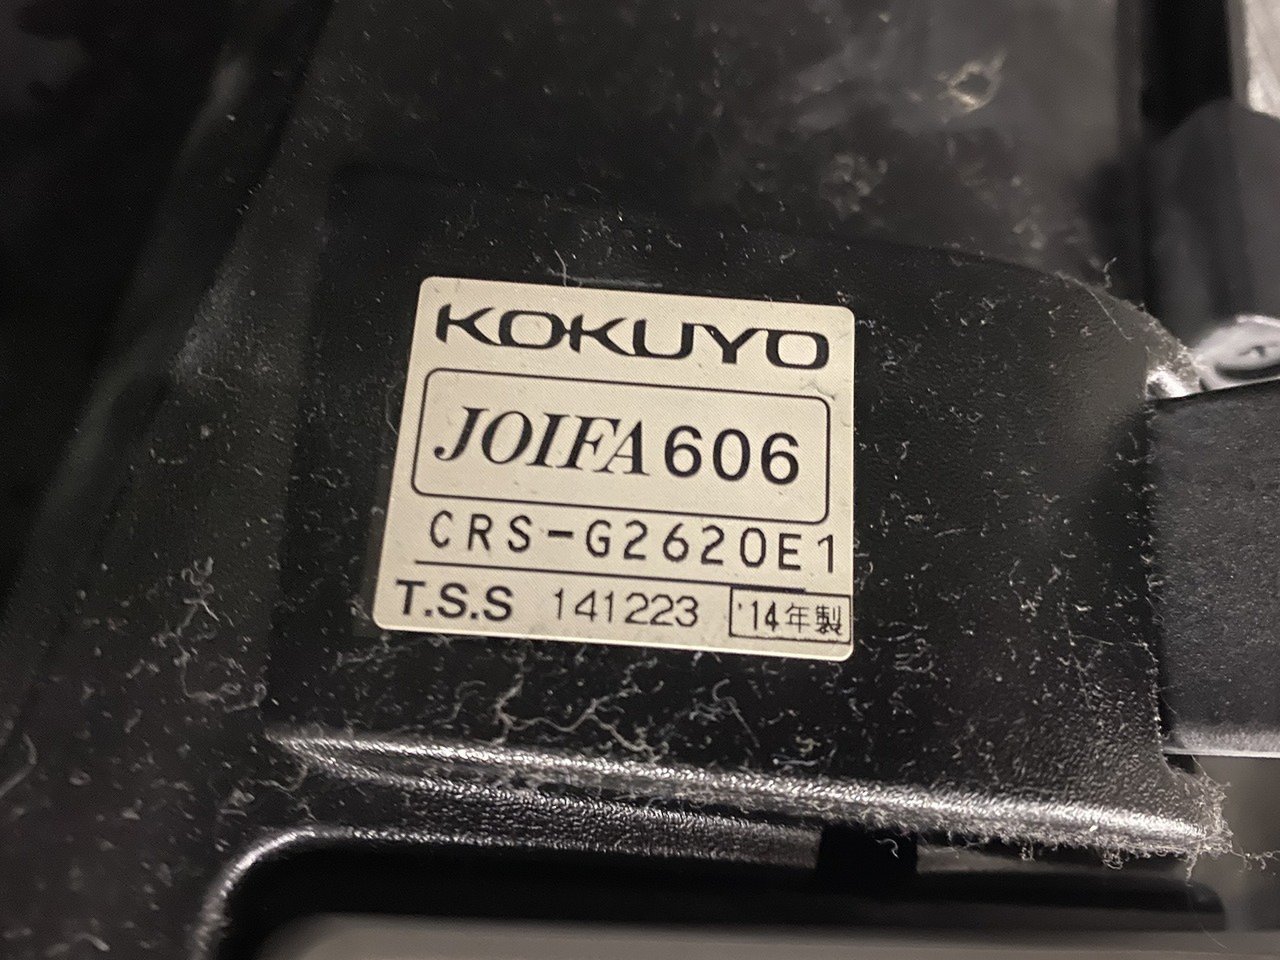 KOKUYO
JOIFA 606
CRS-G2620E1
T.S.S 141223 '14年製